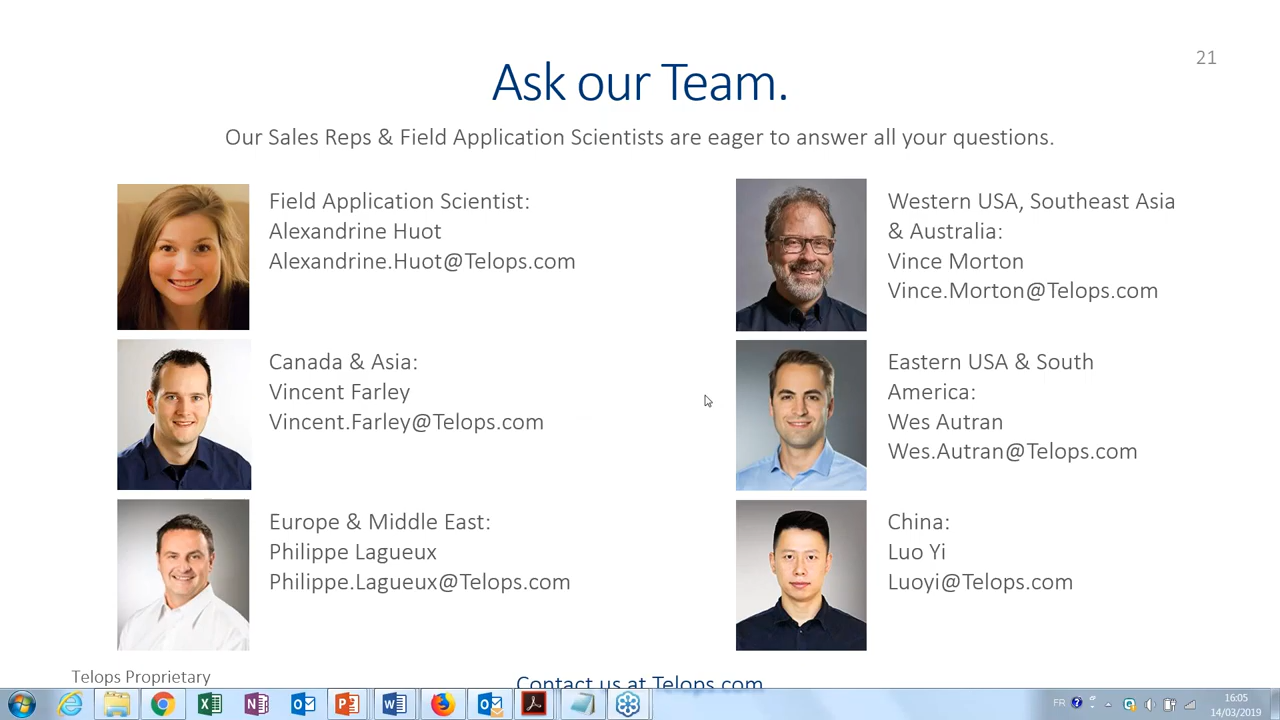 21
Ask our Team.
Our Sales Reps & Field Application Scientists are eager to answer all your questions.
Field Application Scientist:
Alexandrine Huot
Alexandrine.Huot@Telops.com
Western USA, Southeast Asia
& Australia:
Vince Morton
Vince.Morton@Telops.com
Canada & Asia:
Vincent Farley
Vincent.Farley@Telops.com
Eastern USA & South
America:
Wes Autran
Wes.Autran@Telops.com
Europe & Middle East:
Philippe Lagueux
Philippe.Lagueux@Telops.com
China:
Luo Yi
Luoyi@Telops.com
Telops Proprietary
Contact us at Telops.com
FR
16:05
14/03/2019